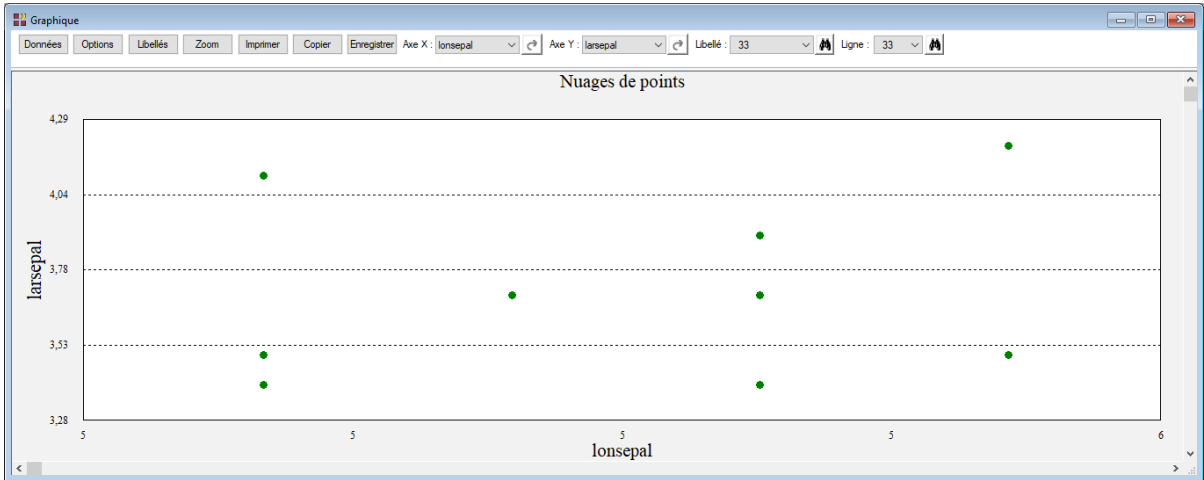 Graphique
Données Options Libellés Zoom Imprimer Copier Enregistrer Axe X : lonsepal Axe Y : larsepal Libellé : 33 Ligne : 33
Nuages de points
4,29
4,04
3,78
3,53
3,28
larsepal
5 5 5 5 6
lonsepal